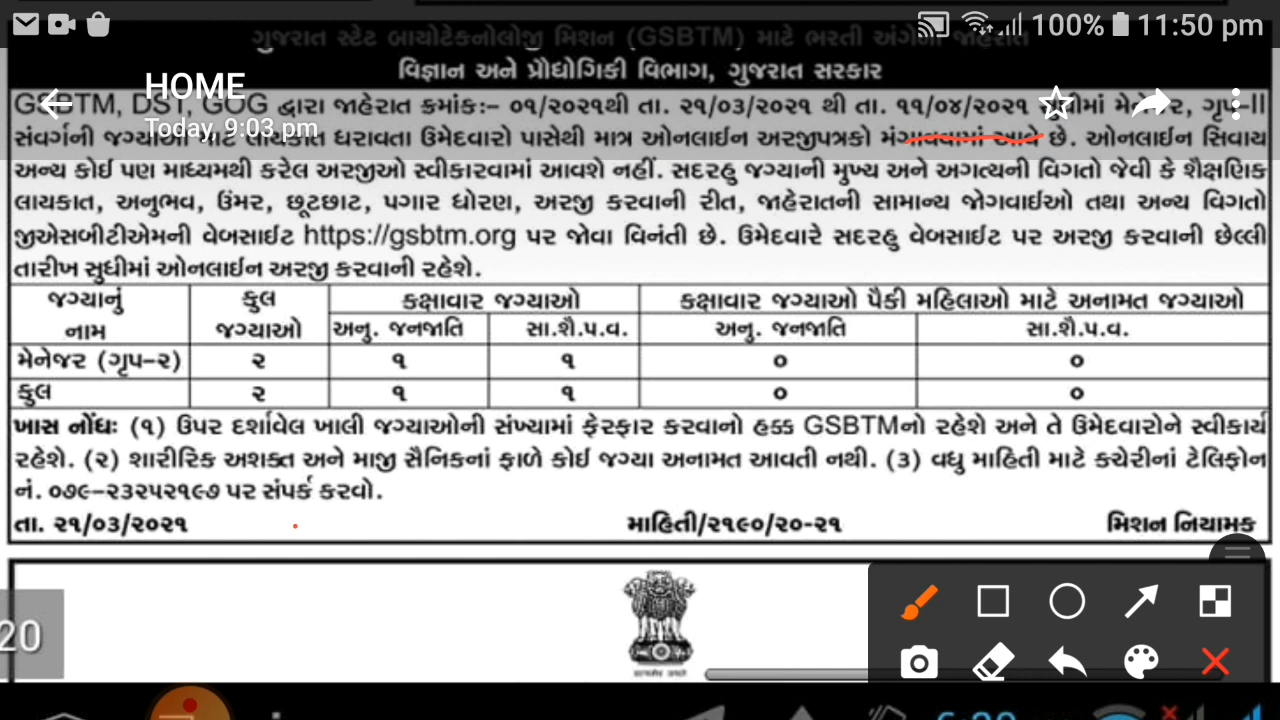 100% 11:50 pm
ગુજરાત સ્ટેટ બાયોટેકનોલોજી મિશન (GSBTM) માટે ભરતી અંગેની જાહેરાત
વિજ્ઞાન અને પ્રૌદ્યોગિકી વિભાગ, ગુજરાત સરકાર
HOME
Today, 9:03 pm
GSBTM, DST, GOG દ્વારા જાહેરાત ક્રમાંક:– ૦૧/૨૦૨૧થી તા. ૨૧/૦૩/૨૦૨૧ થી તા. ૧૧/૦૪/૨૦૨૧ મેનેજર, ગૃપ–II
સંવર્ગની જગ્યાઓ માટે લાયકાત ધરાવતા ઉમેદવારો પાસેથી માત્ર ઓનલાઈન અરજીપત્રકો મંગાવવામાં આવે છે. ઓનલાઈન સિવાય
અન્ય કોઈ પણ માધ્યમથી કરેલ અરજીઓ સ્વીકારવામાં આવશે નહીં. સદરહુ જગ્યાની મુખ્ય અને અગત્યની વિગતો જેવી કે શૈક્ષણિક
લાયકાત, અનુભવ, ઉંમર, છૂટછાટ, પગાર ધોરણ, અરજી કરવાની રીત, જાહેરાતની સામાન્ય જોગવાઈઓ તથા અન્ય વિગતો
જીએસબીટીએમની વેબસાઈટ https://gsbtm.org પર જોવા વિનંતી છે. ઉમેદવારે સદરહુ વેબસાઈટ પર અરજી કરવાની છેલ્લી
તારીખ સુધીમાં ઓનલાઈન અરજી કરવાની રહેશે.
જગ્યાનું નામ કુલ જગ્યાઓ કક્ષાવાર જગ્યાઓ કક્ષાવાર જગ્યાઓ પૈકી મહિલાઓ માટે અનામત જગ્યાઓ
અનુ. જનજાતિ સા.શૈ.પ.વ. અનુ. જનજાતિ સા.શૈ.પ.વ.
મેનેજર (ગૃપ–૨) ૨ ૧ ૧ ૦ ૦
કુલ ૨ ૧ ૧ ૦ ૦
ખાસ નોંધઃ (૧) ઉપર દર્શાવેલ ખાલી જગ્યાઓની સંખ્યામાં ફેરફાર કરવાનો હક્ક GSBTMનો રહેશે અને તે ઉમેદવારોને સ્વીકાર્ય
રહેશે. (૨) શારીરિક અશક્ત અને માજી સૈનિકનાં ફાળે કોઈ જગ્યા અનામત આવતી નથી. (૩) વધુ માહિતી માટે કચેરીનાં ટેલિફોન
નં. ૦૭૯–૨૩૨૫૨૧૯૭ પર સંપર્ક કરવો.
તા. ૨૧/૦૩/૨૦૨૧ માહિતી/૨૧૯૦/૨૦-૨૧ મિશન નિયામક
20